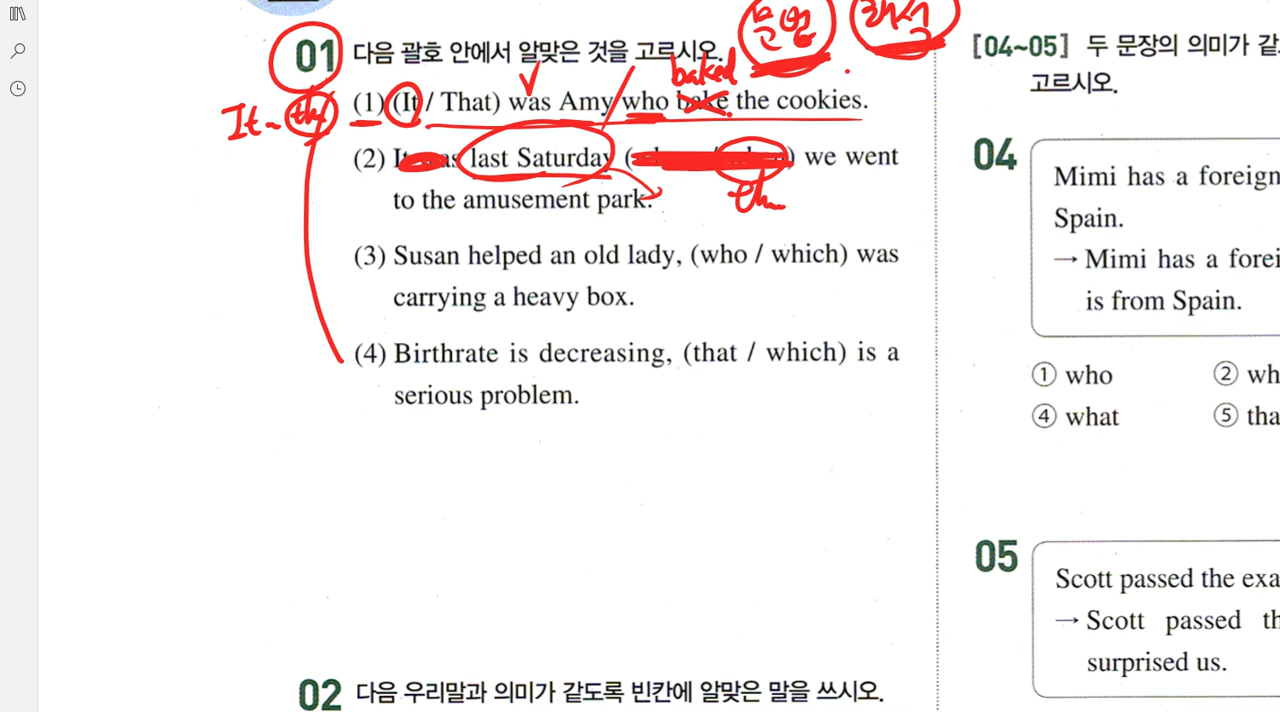 문법 해석
01 다음 괄호 안에서 알맞은 것을 고르시오.
baked
It ~ th
(1) (It / That) was Amy who bake the cookies.
(2) last Saturday ( ) we went
to the amusement park.
th
(3) Susan helped an old lady, (who / which) was
carrying a heavy box.
(4) Birthrate is decreasing, (that / which) is a
serious problem.
02 다음 우리말과 의미가 같도록 빈칸에 알맞은 말을 쓰시오.
[04~05] 두 문장의 의미가 같
고르시오.
04
Mimi has a foreign
Spain.
→ Mimi has a forei
is from Spain.
① who ② wh
④ what ⑤ tha
05
Scott passed the exa
→ Scott passed th
surprised us.